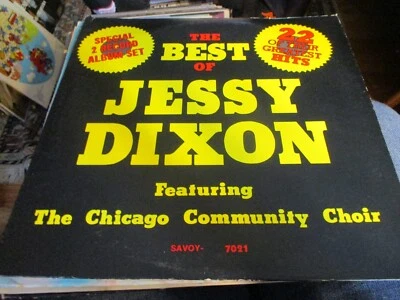 SPECIAL
2 RECORD
ALBUM SET
THE
BEST
OF
22
OF THEIR
GREATEST
HITS
JESSY
DIXON
Featuring
The Chicago Community Choir
SAVOY- 7021